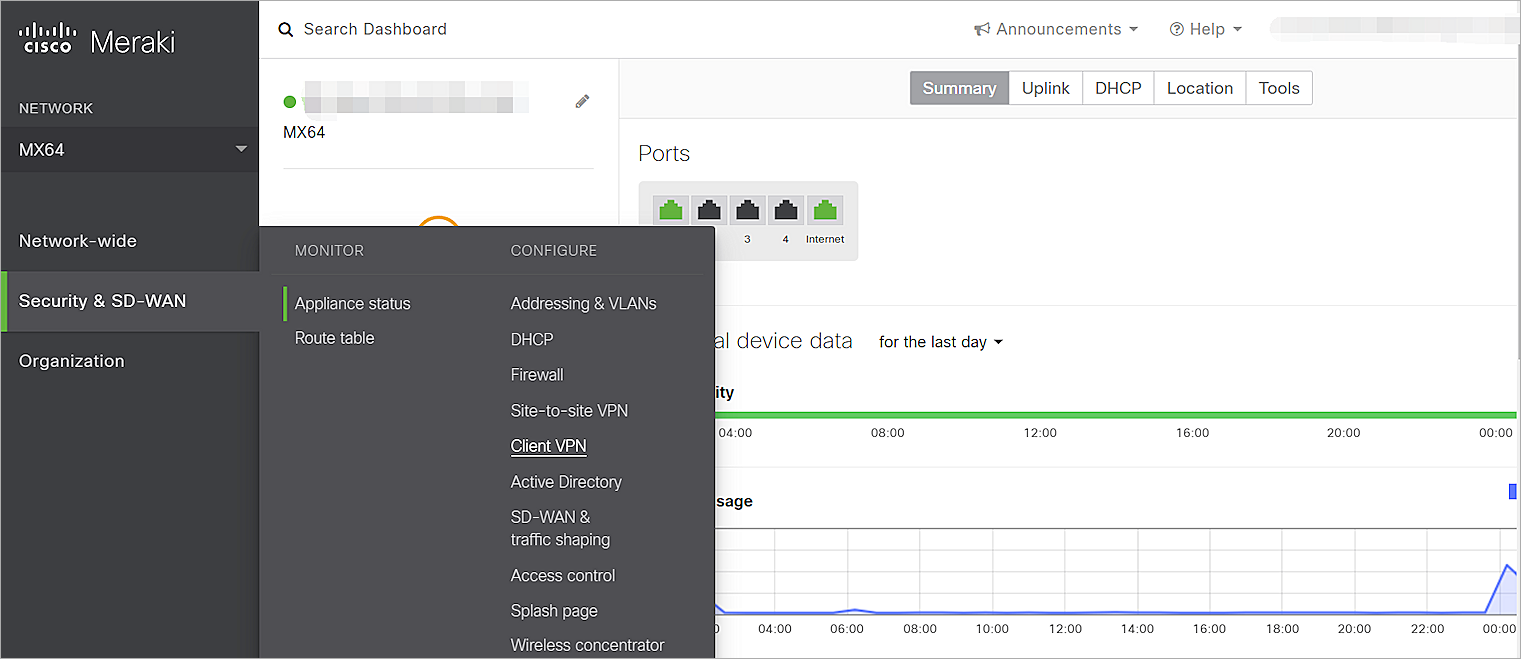 cisco Meraki
Search Dashboard
Announcements
Help
NETWORK
MX64
Network-wide
Security & SD-WAN
Organization
MX64
Summary
Uplink
DHCP
Location
Tools
Ports
3
4
Internet
MONITOR
Appliance status
Route table
CONFIGURE
Addressing & VLANs
DHCP
Firewall
Site-to-site VPN
Client VPN
Active Directory
SD-WAN &
traffic shaping
Access control
Splash page
Wireless concentrator
al device data
for the last day
ity
04:00 08:00 12:00 16:00 20:00 00:00
sage
04:00 06:00 08:00 10:00 12:00 14:00 16:00 18:00 20:00 22:00 00:00